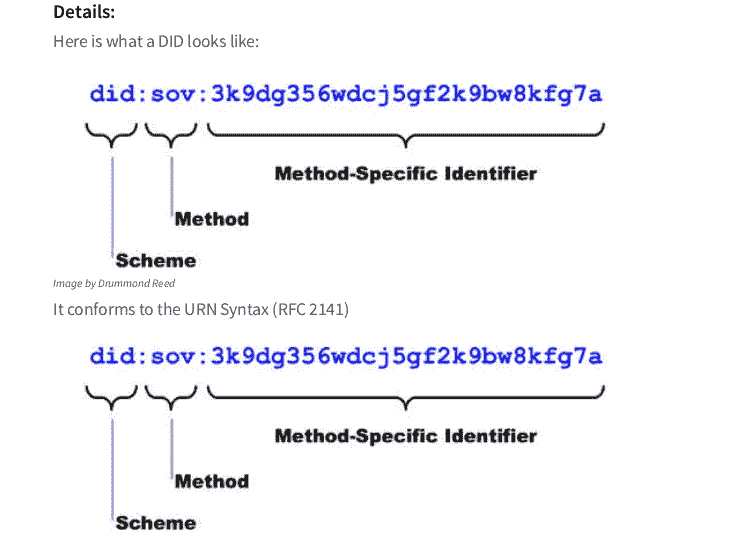 Details:
Here is what a DID looks like:
did:sov:3k9dg356wdcj5gf2k9bw8kfg7a
Method-Specific Identifier
Method
Scheme
Image by Drummond Reed
It conforms to the URN Syntax (RFC 2141)
did:sov:3k9dg356wdcj5gf2k9bw8kfg7a
Method-Specific Identifier
Method
Scheme